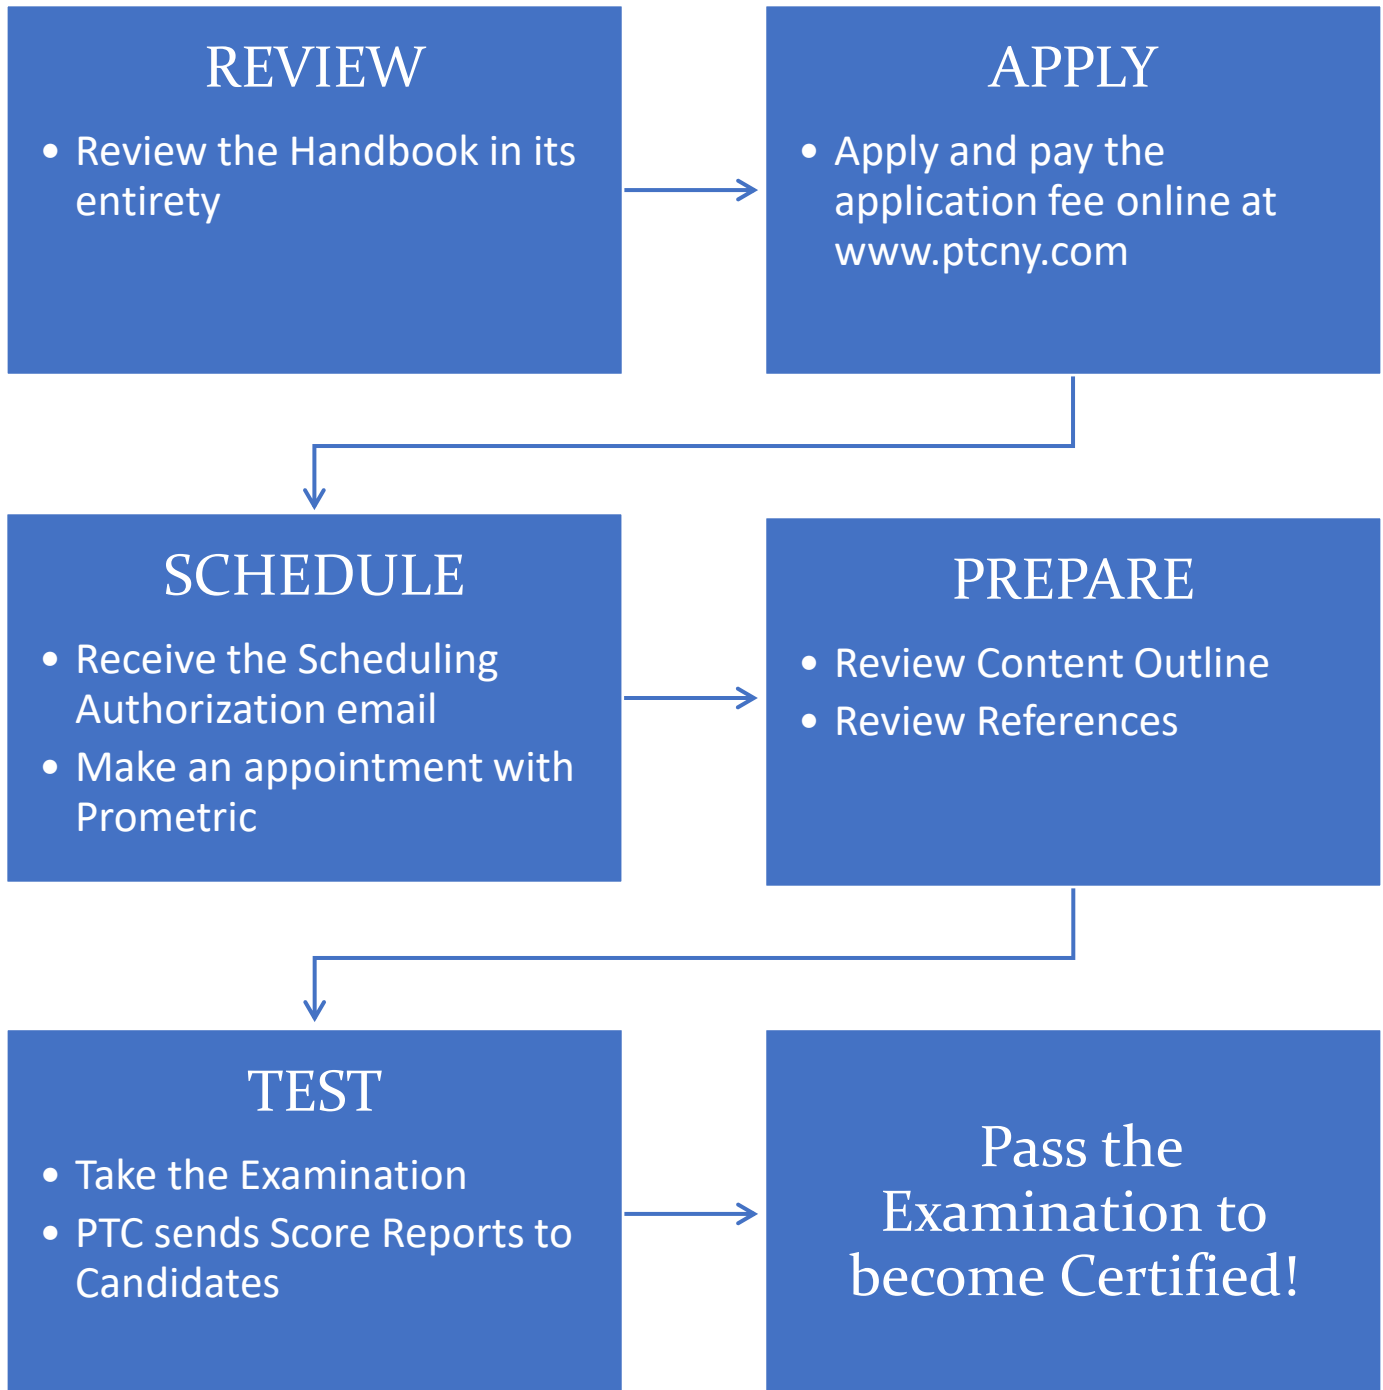 REVIEW
• Review the Handbook in its
entirety
APPLY
• Apply and pay the
application fee online at
www.ptcny.com
SCHEDULE
• Receive the Scheduling
Authorization email
• Make an appointment with
Prometric
PREPARE
• Review Content Outline
• Review References
TEST
• Take the Examination
• PTC sends Score Reports to
Candidates
Pass the
Examination to
become Certified!